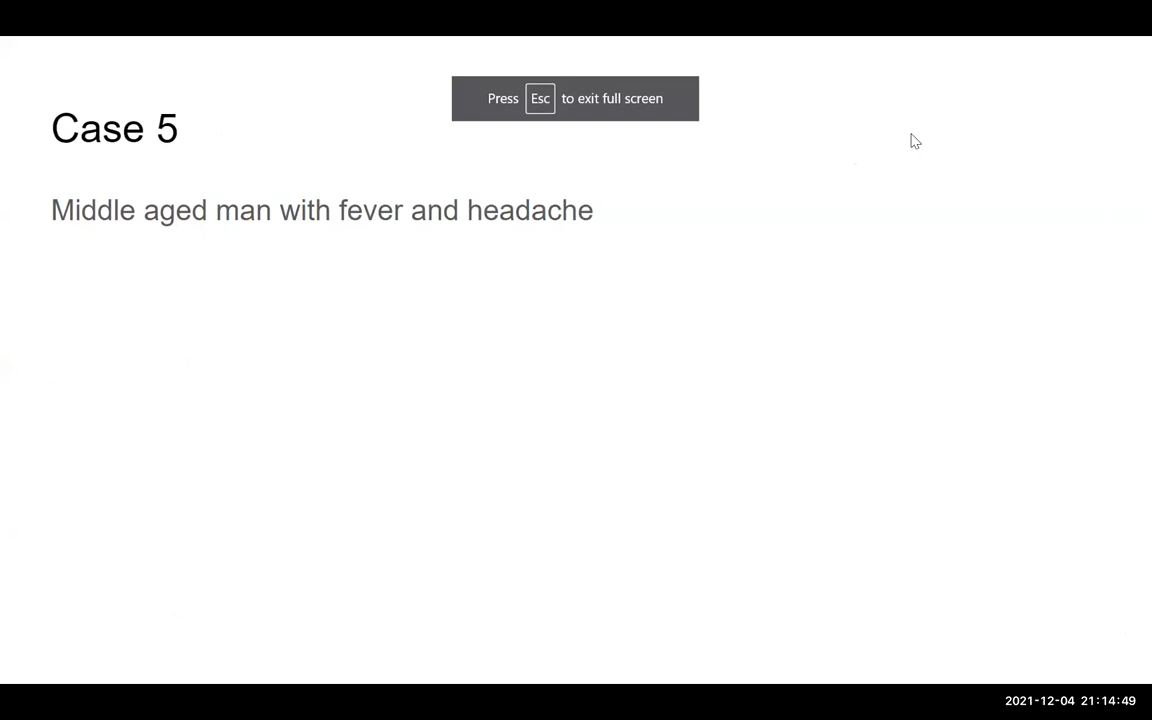 Press Esc to exit full screen
Case 5
Middle aged man with fever and headache
2021-12-04 21:14:49